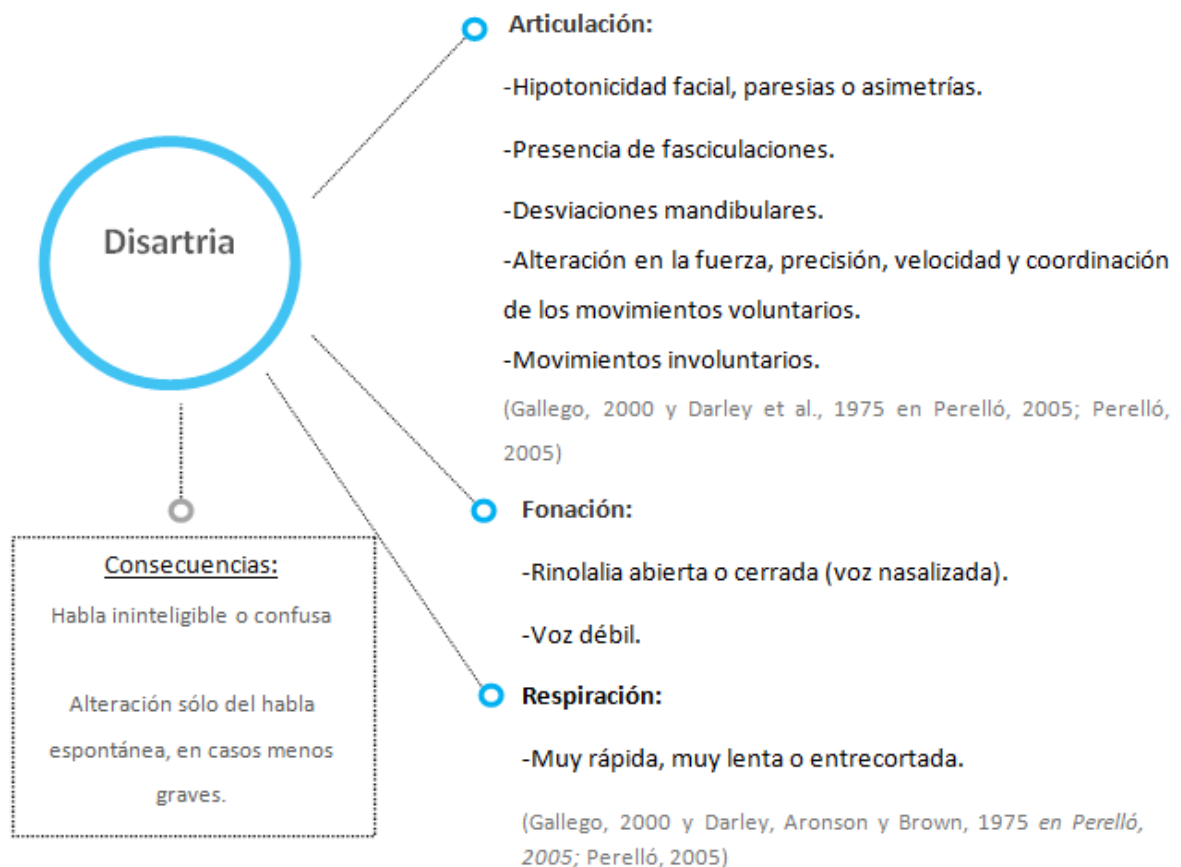 Disartria
Articulación:
-Hipotonicidad facial, paresias o asimetrías.
-Presencia de fasciculaciones.
-Desviaciones mandibulares.
-Alteración en la fuerza, precisión, velocidad y coordinación
de los movimientos voluntarios.
-Movimientos involuntarios.
(Gallego, 2000 y Darley et al., 1975 en Perelló, 2005; Perelló,
2005)
Fonación:
-Rinolalia abierta o cerrada (voz nasalizada).
-Voz débil.
Respiración:
-Muy rápida, muy lenta o entrecortada.
(Gallego, 2000 y Darley, Aronson y Brown, 1975 en Perelló,
2005; Perelló, 2005)
Consecuencias:
Habla ininteligible o confusa
Alteración sólo del habla
espontánea, en casos menos
graves.